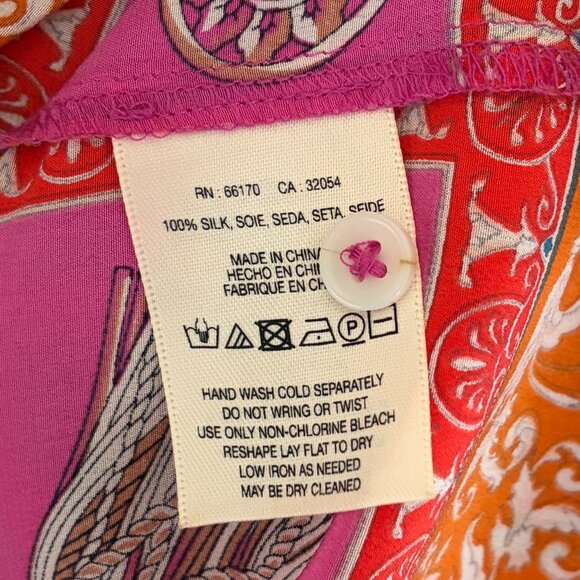 RN : 66170 CA : 32054
100% SILK, SOIE, SEDA, SETA, SEIDE
MADE IN CHINA
HECHO EN CHI
FABRIQUE EN CH
P
HAND WASH COLD SEPARATELY
DO NOT WRING OR TWIST
USE ONLY NON-CHLORINE BLEACH
RESHAPE LAY FLAT TO DRY
LOW IRON AS NEEDED
MAY BE DRY CLEANED